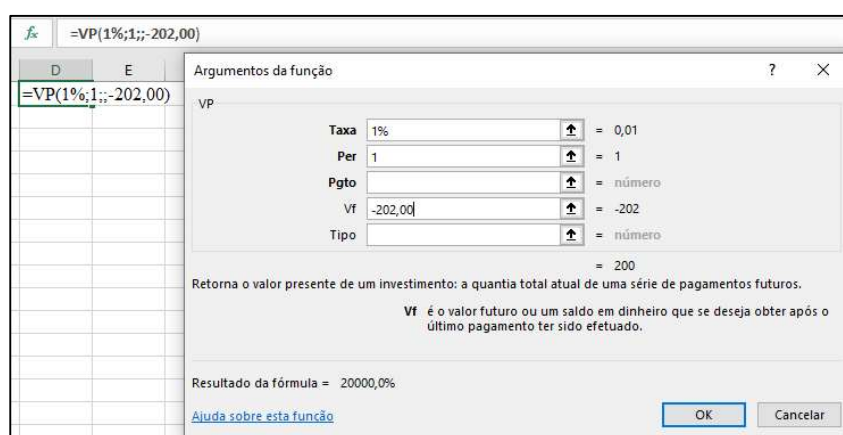 fx =VP(1%;1;;-202,00)
D E
=VP(1%;1;;-202,00)
Argumentos da função ? ×
VP
Taxa 1% = 0,01
Per 1 = 1
Pgto = número
Vf -202,00 = -202
Tipo = número
= 200
Retorna o valor presente de um investimento: a quantia total atual de uma série de pagamentos futuros.
Vf é o valor futuro ou um saldo em dinheiro que se deseja obter após o
último pagamento ter sido efetuado.
Resultado da fórmula = 20000,0%
Ajuda sobre esta função OK Cancelar